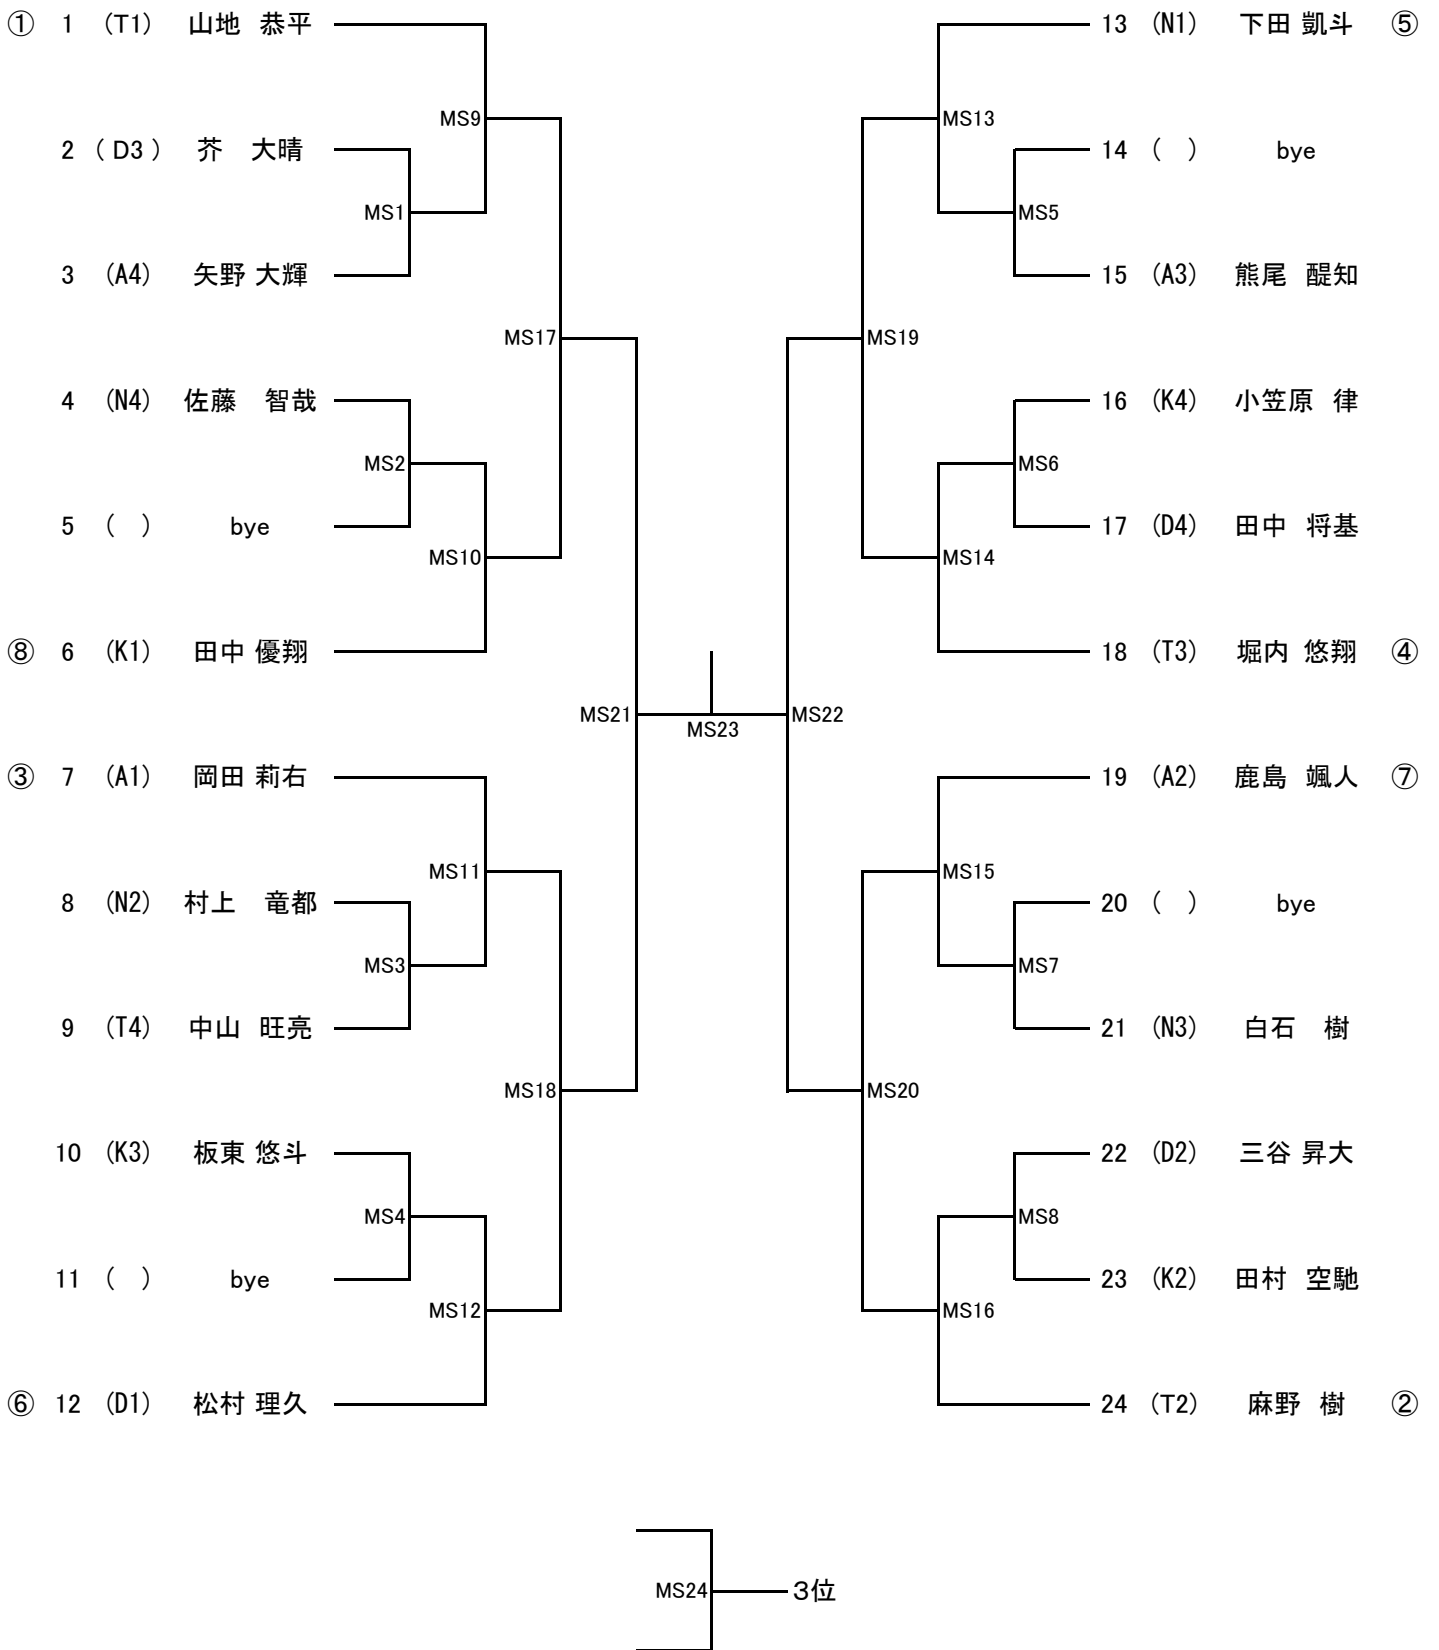 ① 1 (T1) 山地 恭平
MS9
2 ( D3 ) 芥 大晴
MS1
3 (A4) 矢野 大輝
MS17
4 (N4) 佐藤 智哉
MS2
5 ( ) bye
MS10
⑧ 6 (K1) 田中 優翔
MS21
③ 7 (A1) 岡田 莉右
MS11
8 (N2) 村上 竜都
MS3
9 (T4) 中山 旺亮
MS18
10 (K3) 板東 悠斗
MS4
11 ( ) bye
MS12
⑥ 12 (D1) 松村 理久
MS23
13 (N1) 下田 凱斗 ⑤
MS13
14 ( ) bye
MS5
15 (A3) 熊尾 醍知
MS19
16 (K4) 小笠原 律
MS6
17 (D4) 田中 将基
MS14
18 (T3) 堀内 悠翔 ④
MS22
19 (A2) 鹿島 颯人 ⑦
MS15
20 ( ) bye
MS7
21 (N3) 白石 樹
MS20
22 (D2) 三谷 昇大
MS8
23 (K2) 田村 空馳
MS16
24 (T2) 麻野 樹 ②
MS24 3位